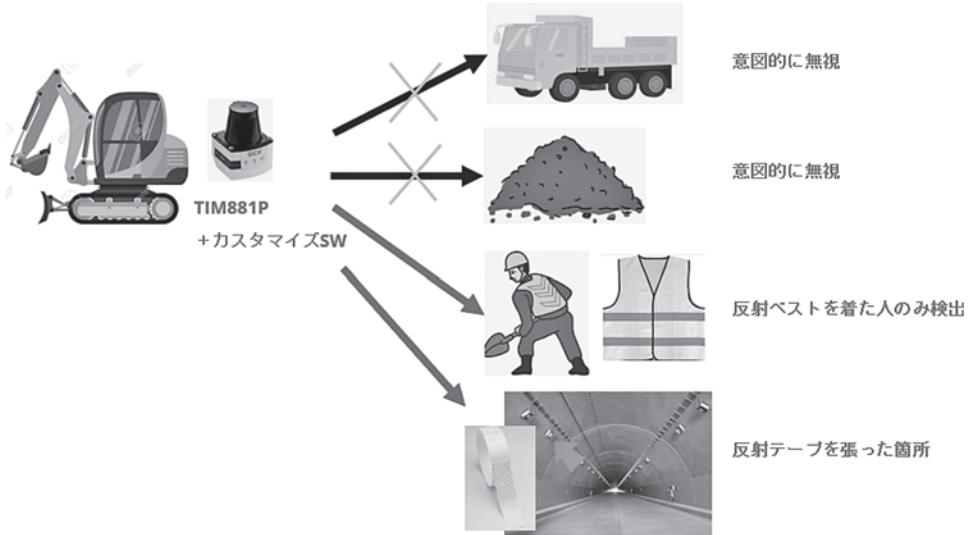 意図的に無視
SICK
意図的に無視
TIM881P
+カスタマイズSW
反射ベストを着た人のみ検出
反射テープを張った箇所